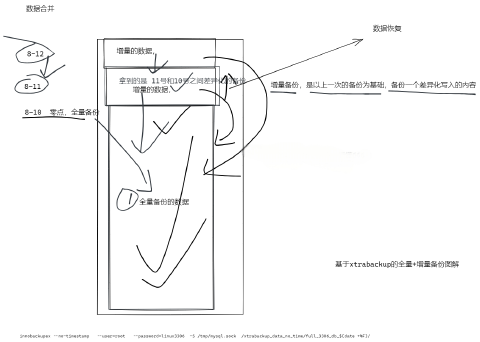 数据合并
数据恢复
8-12
增量的数据,
8-11
拿到的是 11号和10号之间差异化的备份
增量的数据,
增量备份, 是以上一次的备份为基础, 备份一个差异化写入的内容
8-10 零点, 全量备份
1
全量备份的数据
基于xtrabackup的全量+增量备份图解
innobackupex --no-timestamp --user=root --password=linux3306 -S /tmp/mysql.sock /xtrabackup_data_no_time/full_3306_db_$(date +%F)/